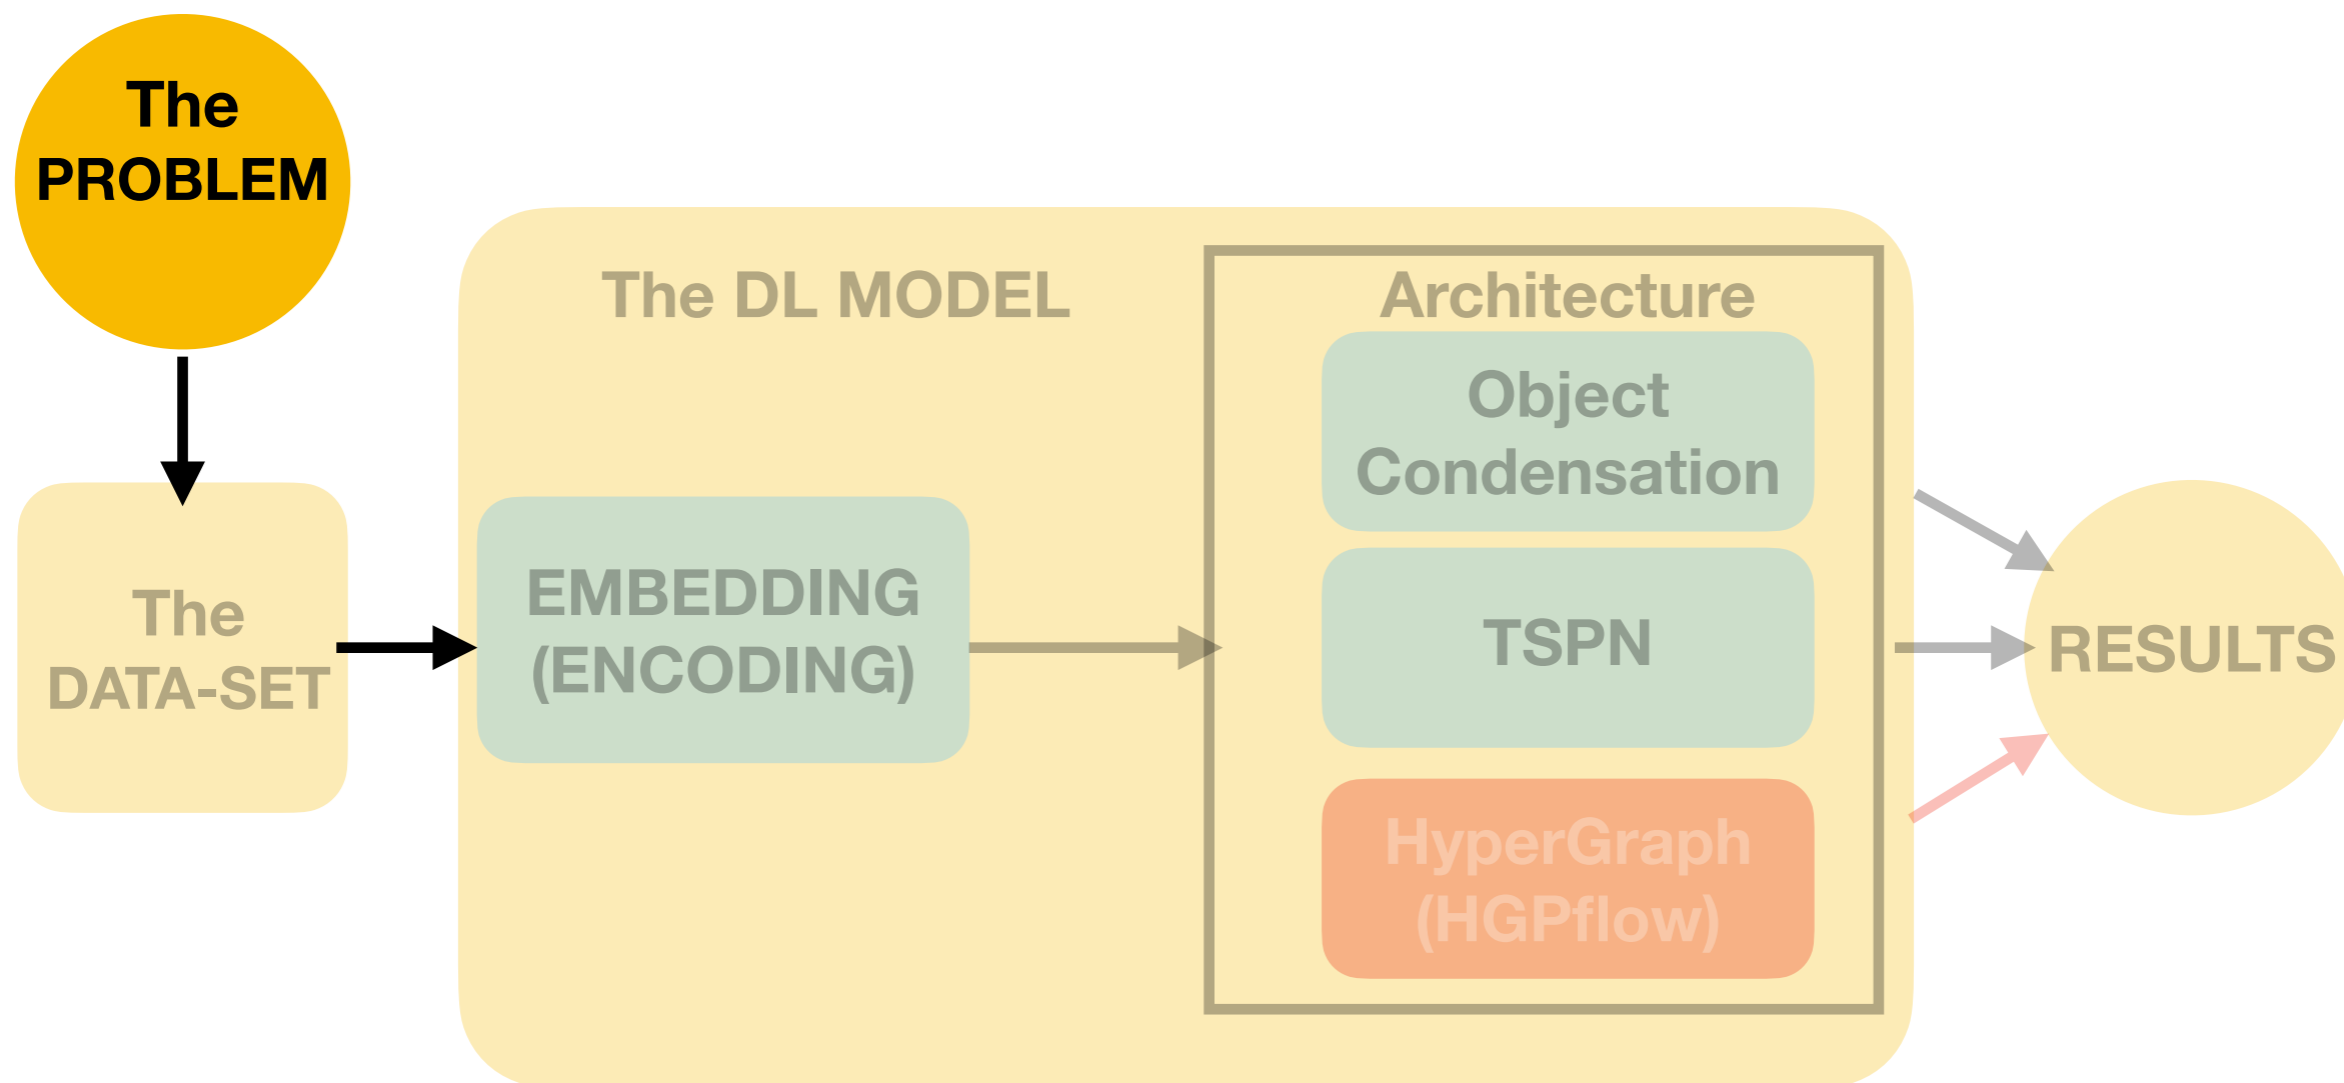 The
PROBLEM
The DL MODEL
Architecture
Object
Condensation
The
DATA-SET
EMBEDDING
(ENCODING)
TSPN
RESULTS
HyperGraph
(HGPflow)